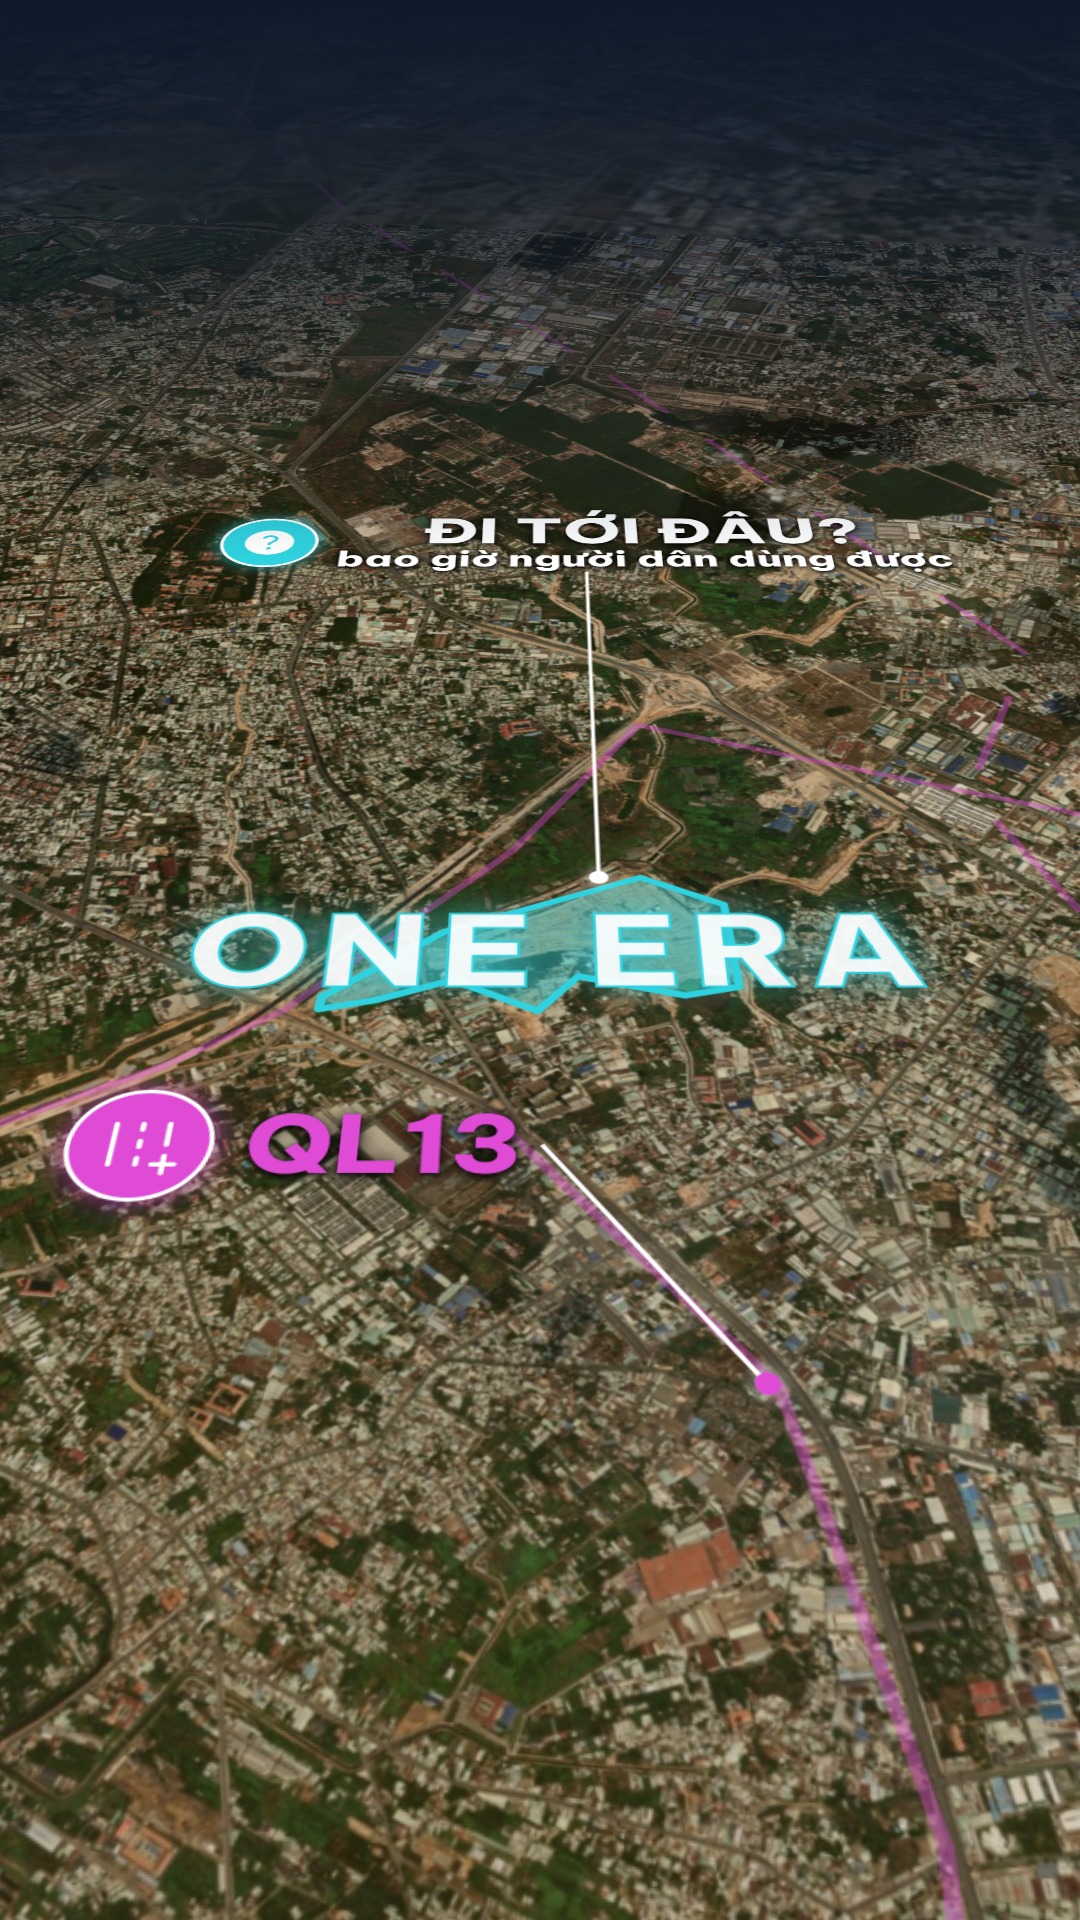 ?
ĐI TỚI ĐÂU?
bao giờ người dân dùng được
ONE ERA
QL13